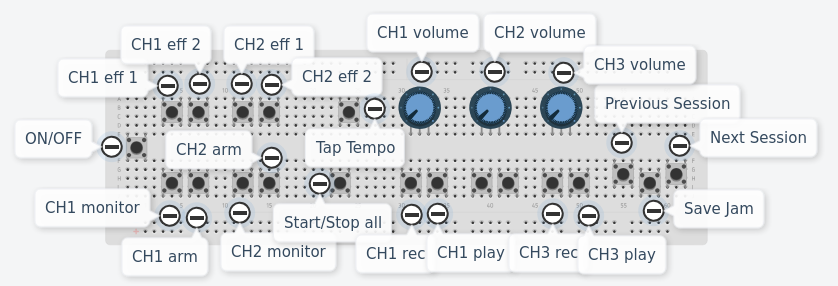 CH1 volume
CH2 volume
CH1 eff 2
CH2 eff 1
CH3 volume
CH1 eff 1
CH2 eff 2
Previous Session
ON/OFF
CH2 arm
Tap Tempo
Next Session
CH1 monitor
Start/Stop all
Save Jam
CH1 arm
CH2 monitor
CH1 rec
CH1 play
CH3 rec
CH3 play